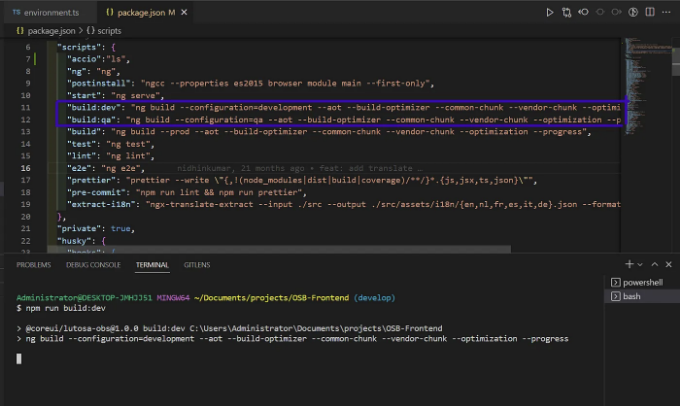 TS environment.ts
package.json M ×
package.json > {} scripts
6 "scripts": {
7 "accio":"ls",
8 "ng": "ng",
9 "postinstall": "ngcc --properties es2015 browser module main --first-only",
10 "start": "ng serve",
11 "build:dev": "ng build --configuration=development --aot --build-optimizer --common-chunk --vendor-chunk --optimi
12 "build:qa": "ng build --configuration=qa --aot --build-optimizer --common-chunk --vendor-chunk --optimization --p
13 "build": "ng build --prod --aot --build-optimizer --common-chunk --vendor-chunk --optimization --progress",
14 "test": "ng test",
15 "lint": "ng lint",
16 "e2e": "ng e2e", nidhinkumar, 21 months ago • feat: add translate …
17 "prettier": "prettier --write \"{,!(node_modules|dist|build|coverage)/**/}*.{js,jsx,ts,json}\"",
18 "pre-commit": "npm run lint && npm run prettier",
19 "extract-i18n": "ngx-translate-extract --input ./src --output ./src/assets/i18n/{en,nl,fr,es,it,de}.json --format
20 },
21 "private": true,
22 "husky": {
23 "hooks": {
PROBLEMS DEBUG CONSOLE TERMINAL GITLENS
powershell
bash
Administrator@DESKTOP-JMHJJ51 MINGW64 ~/Documents/projects/OSB-Frontend (develop)
$ npm run build:dev
> @coreui/lutosa-obs@1.0.0 build:dev C:\Users\Administrator\Documents\projects\OSB-Frontend
> ng build --configuration=development --aot --build-optimizer --common-chunk --vendor-chunk --optimization --progress